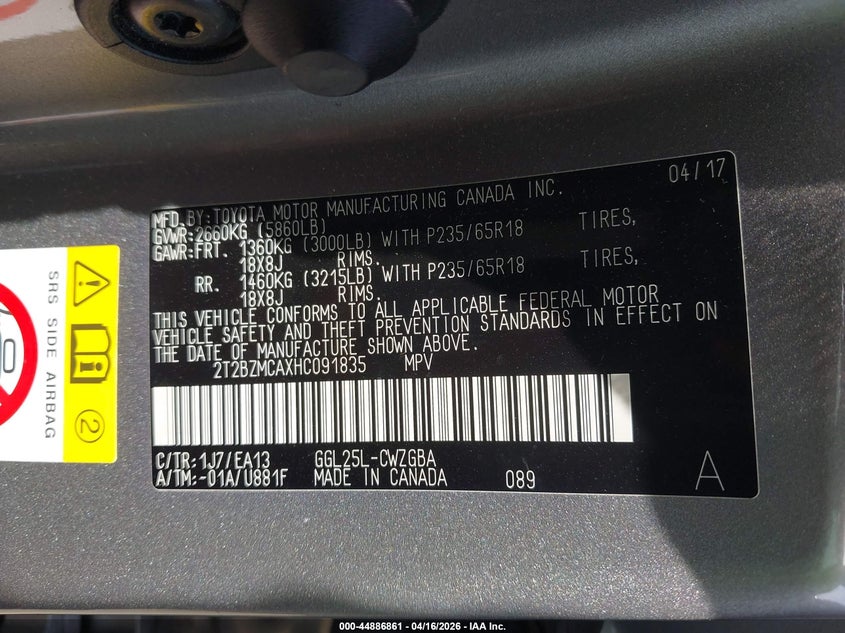 04/17
MFD.BY:TOYOTA MOTOR MANUFACTURING CANADA INC.
GVWR:2660KG (5860LB)
GAWR:FRT. 1360KG (3000LB) WITH P235/65R18 TIRES,
18X8J RIMS.
RR. 1460KG (3215LB) WITH P235/65R18 TIRES,
18X8J RIMS.
THIS VEHICLE CONFORMS TO ALL APPLICABLE FEDERAL MOTOR
VEHICLE SAFETY AND THEFT PREVENTION STANDARDS IN EFFECT ON
THE DATE OF MANUFACTURE SHOWN ABOVE.
2T2BZMCAXHC091835 MPV
C/TR:1J7/EA13 GGL25L-CWZGBA
A/TM:-01A/U881F MADE IN CANADA 089 A
SRS SIDE AIRBAG
2
000-44886861 - 04/16/2026 - IAA Inc.